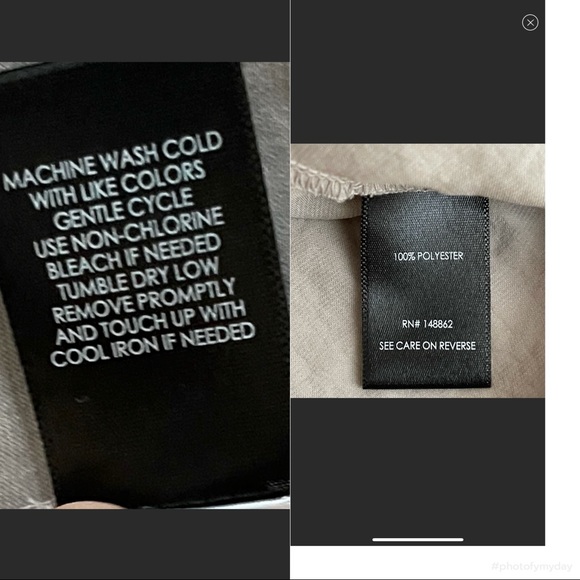 MACHINE WASH COLD
WITH LIKE COLORS
GENTLE CYCLE
USE NON-CHLORINE
BLEACH IF NEEDED
TUMBLE DRY LOW
REMOVE PROMPTLY
AND TOUCH UP WITH
COOL IRON IF NEEDED
100% POLYESTER
RN# 148862
SEE CARE ON REVERSE
#photofymyday